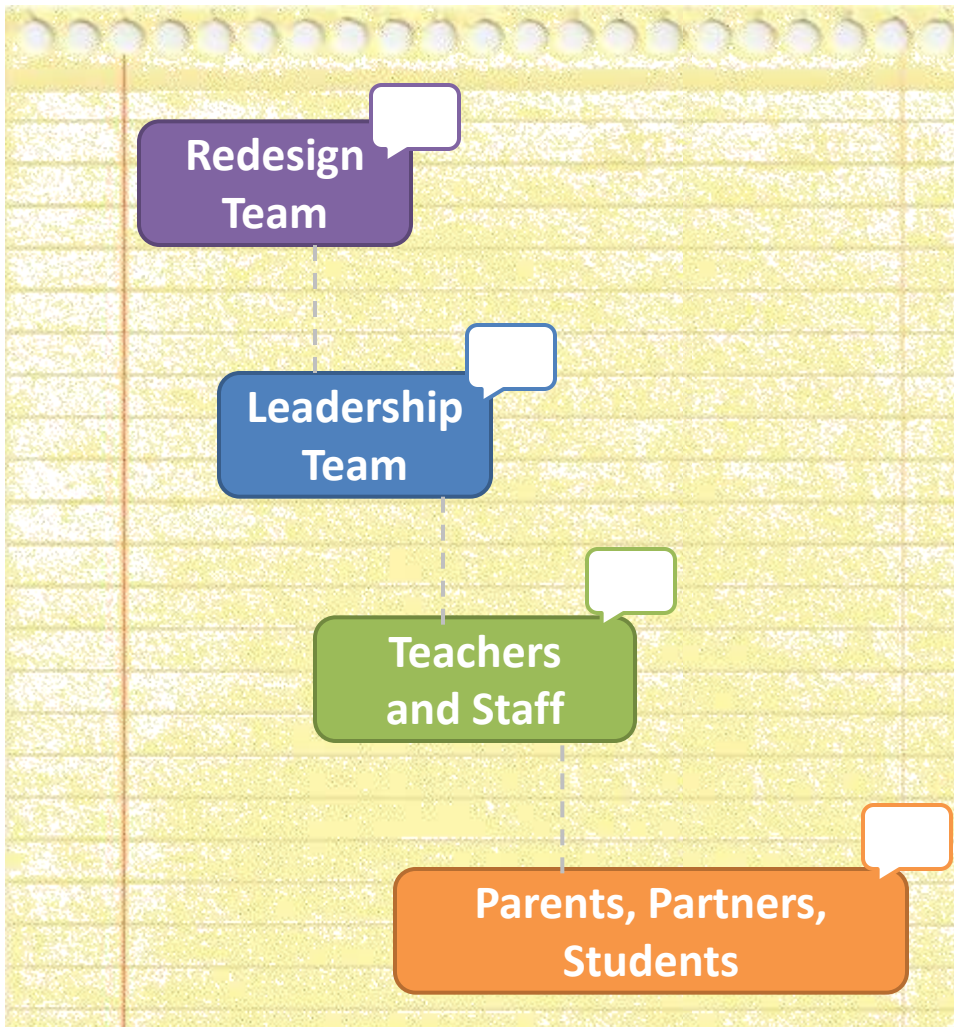 Redesign
Team
Leadership
Team
Teachers
and Staff
Parents, Partners,
Students